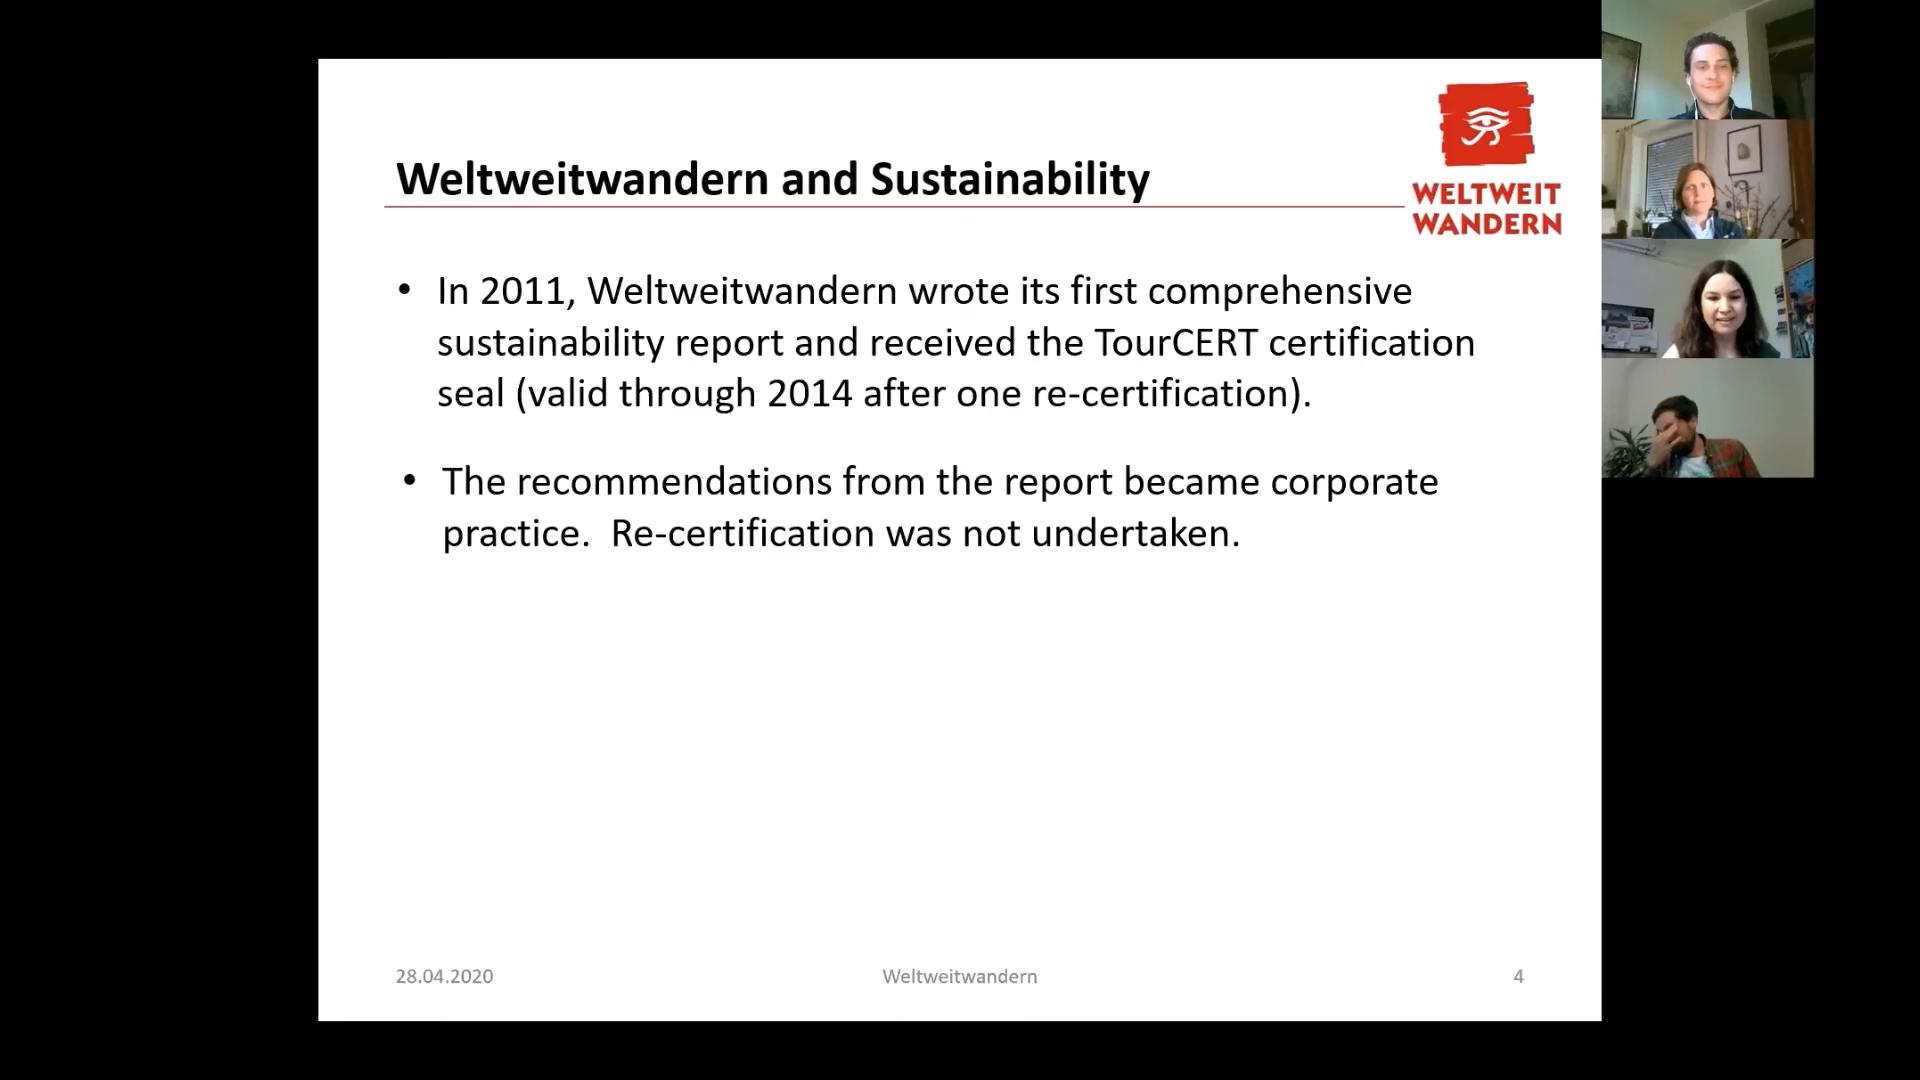 WELTWEIT
WANDERN
Weltweitwandern and Sustainability
• In 2011, Weltweitwandern wrote its first comprehensive
sustainability report and received the TourCERT certification
seal (valid through 2014 after one re-certification).
• The recommendations from the report became corporate
practice.  Re-certification was not undertaken.
28.04.2020
Weltweitwandern
4